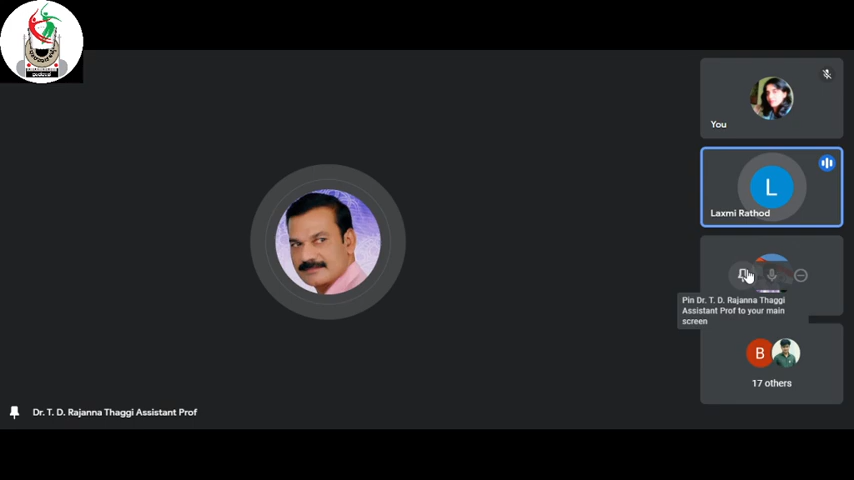 You
L
Laxmi Rathod
Pin Dr. T. D. Rajanna Thaggi
Assistant Prof to your main
screen
B
17 others
Dr. T. D. Rajanna Thaggi Assistant Prof